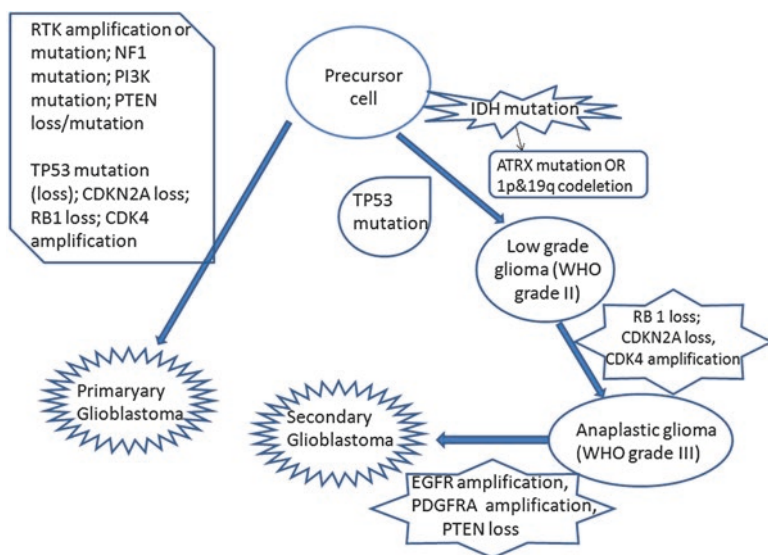 RTK amplification or
mutation; NF1
mutation; PI3K
mutation; PTEN
loss/mutation
TP53 mutation
(loss); CDKN2A loss;
RB1 loss; CDK4
amplification
Precursor
cell
IDH mutation
ATRX mutation OR
1p&19q codeletion
TP53
mutation
Low grade
glioma (WHO
grade II)
RB 1 loss;
CDKN2A loss,
CDK4 amplification
Primaryary
Glioblastoma
Secondary
Glioblastoma
Anaplastic glioma
(WHO grade III)
EGFR amplification,
PDGFRA amplification,
PTEN loss